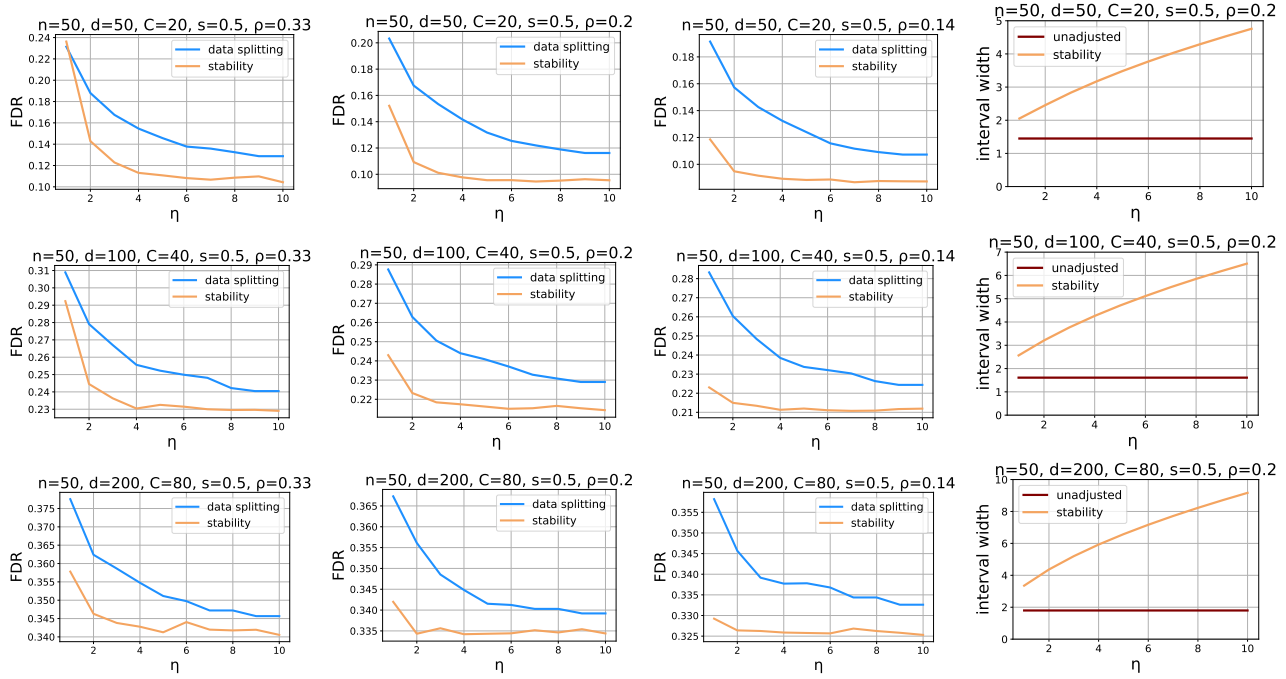 n=50, d=50, C=20, s=0.5, ρ=0.33
FDR
0.24
0.22
0.20
0.18
0.16
0.14
0.12
0.10
data splitting
stability
2 4 6 8 10
η
n=50, d=50, C=20, s=0.5, ρ=0.2
FDR
0.20
0.18
0.16
0.14
0.12
0.10
data splitting
stability
2 4 6 8 10
η
n=50, d=50, C=20, s=0.5, ρ=0.14
FDR
0.18
0.16
0.14
0.12
0.10
data splitting
stability
2 4 6 8 10
η
n=50, d=50, C=20, s=0.5, ρ=0.2
interval width
5
4
3
2
1
0
unadjusted
stability
2 4 6 8 10
η
n=50, d=100, C=40, s=0.5, ρ=0.33
FDR
0.31
0.30
0.29
0.28
0.27
0.26
0.25
0.24
0.23
data splitting
stability
2 4 6 8 10
η
n=50, d=100, C=40, s=0.5, ρ=0.2
FDR
0.29
0.28
0.27
0.26
0.25
0.24
0.23
0.22
data splitting
stability
2 4 6 8 10
η
n=50, d=100, C=40, s=0.5, ρ=0.14
FDR
0.28
0.27
0.26
0.25
0.24
0.23
0.22
0.21
data splitting
stability
2 4 6 8 10
η
n=50, d=100, C=40, s=0.5, ρ=0.2
interval width
7
6
5
4
3
2
1
0
unadjusted
stability
2 4 6 8 10
η
n=50, d=200, C=80, s=0.5, ρ=0.33
FDR
0.375
0.370
0.365
0.360
0.355
0.350
0.345
0.340
data splitting
stability
2 4 6 8 10
η
n=50, d=200, C=80, s=0.5, ρ=0.2
FDR
0.365
0.360
0.355
0.350
0.345
0.340
0.335
data splitting
stability
2 4 6 8 10
η
n=50, d=200, C=80, s=0.5, ρ=0.14
FDR
0.355
0.350
0.345
0.340
0.335
0.330
0.325
data splitting
stability
2 4 6 8 10
η
n=50, d=200, C=80, s=0.5, ρ=0.2
interval width
10
8
6
4
2
0
unadjusted
stability
2 4 6 8 10
η